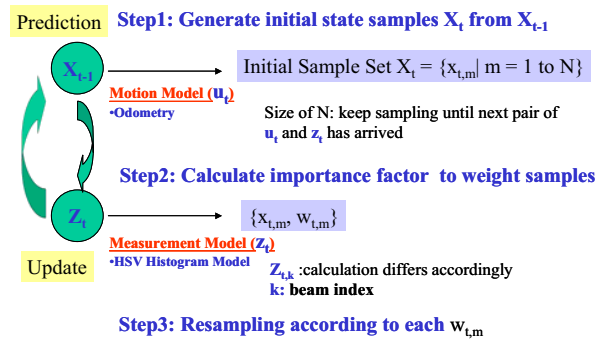 Prediction
Step1: Generate initial state samples Xt from Xt-1
Xt-1
Initial Sample Set Xt = {xt,m| m = 1 to N}
Motion Model (ut)
•Odometry
Size of N: keep sampling until next pair of
ut and zt has arrived
Step2: Calculate importance factor to weight samples
Zt
{xt,m, wt,m}
Measurement Model (zt)
•HSV Histogram Model
Update
Zt,k :calculation differs accordingly
k: beam index
Step3: Resampling according to each wt,m